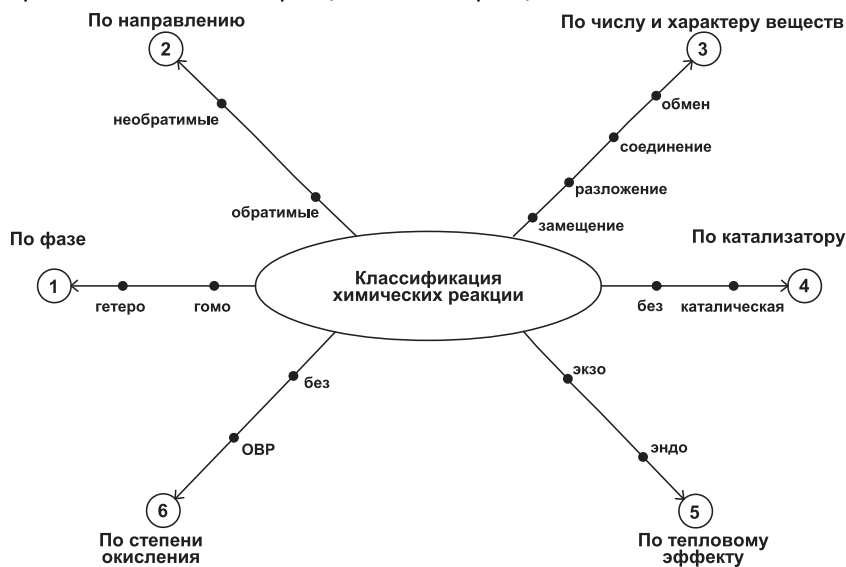 По направлению
2
необратимые
обратимые
По числу и характеру веществ
3
обмен
соединение
разложение
замещение
По фазе
1
гетеро
гомо
Классификация
химических реакции
По катализатору
4
без
каталическая
без
ОВР
6
По степени
окисления
экзо
эндо
5
По тепловому
эффекту